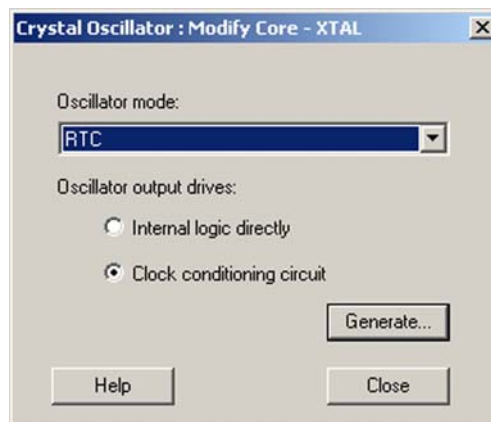 Crystal Oscillator : Modify Core - XTAL
Oscillator mode:
RTC
Oscillator output drives:
Internal logic directly
Clock conditioning circuit
Generate...
Help
Close